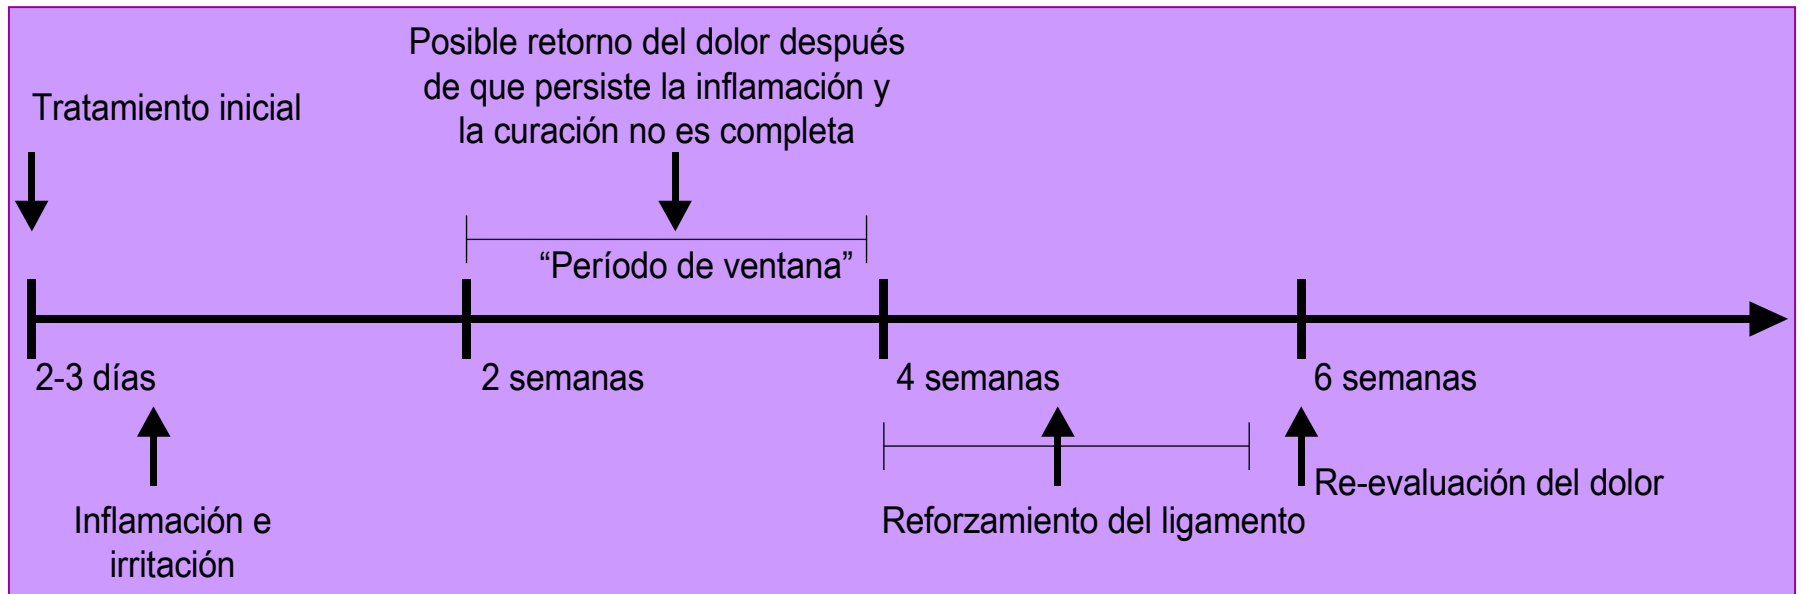 Posible retorno del dolor después
de que persiste la inflamación y
la curación no es completa
Tratamiento inicial
“Período de ventana”
2-3 días
2 semanas
4 semanas
6 semanas
Inflamación e
irritación
Reforzamiento del ligamento
Re-evaluación del dolor